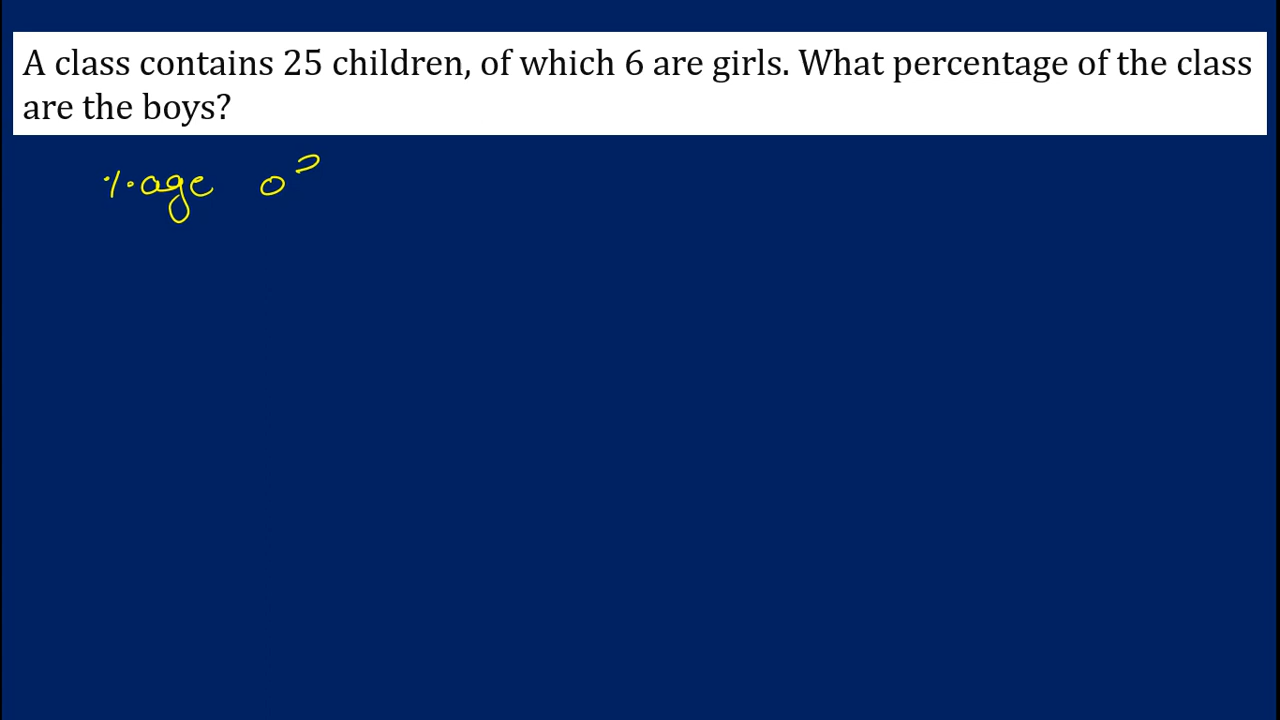 A class contains 25 children, of which 6 are girls. What percentage of the class
are the boys?
%age